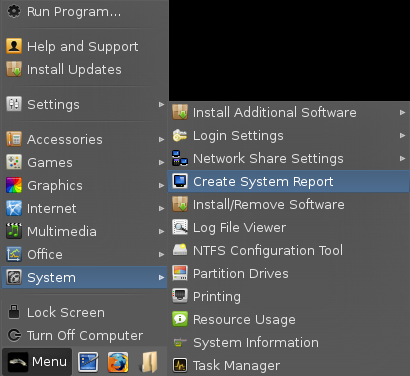 Run Program...
Help and Support
Install Updates
Settings
Accessories
Games
Graphics
Internet
Multimedia
Office
System
Lock Screen
Turn Off Computer
Menu
Install Additional Software
Login Settings
Network Share Settings
Create System Report
Install/Remove Software
Log File Viewer
NTFS Configuration Tool
Partition Drives
Printing
Resource Usage
System Information
Task Manager